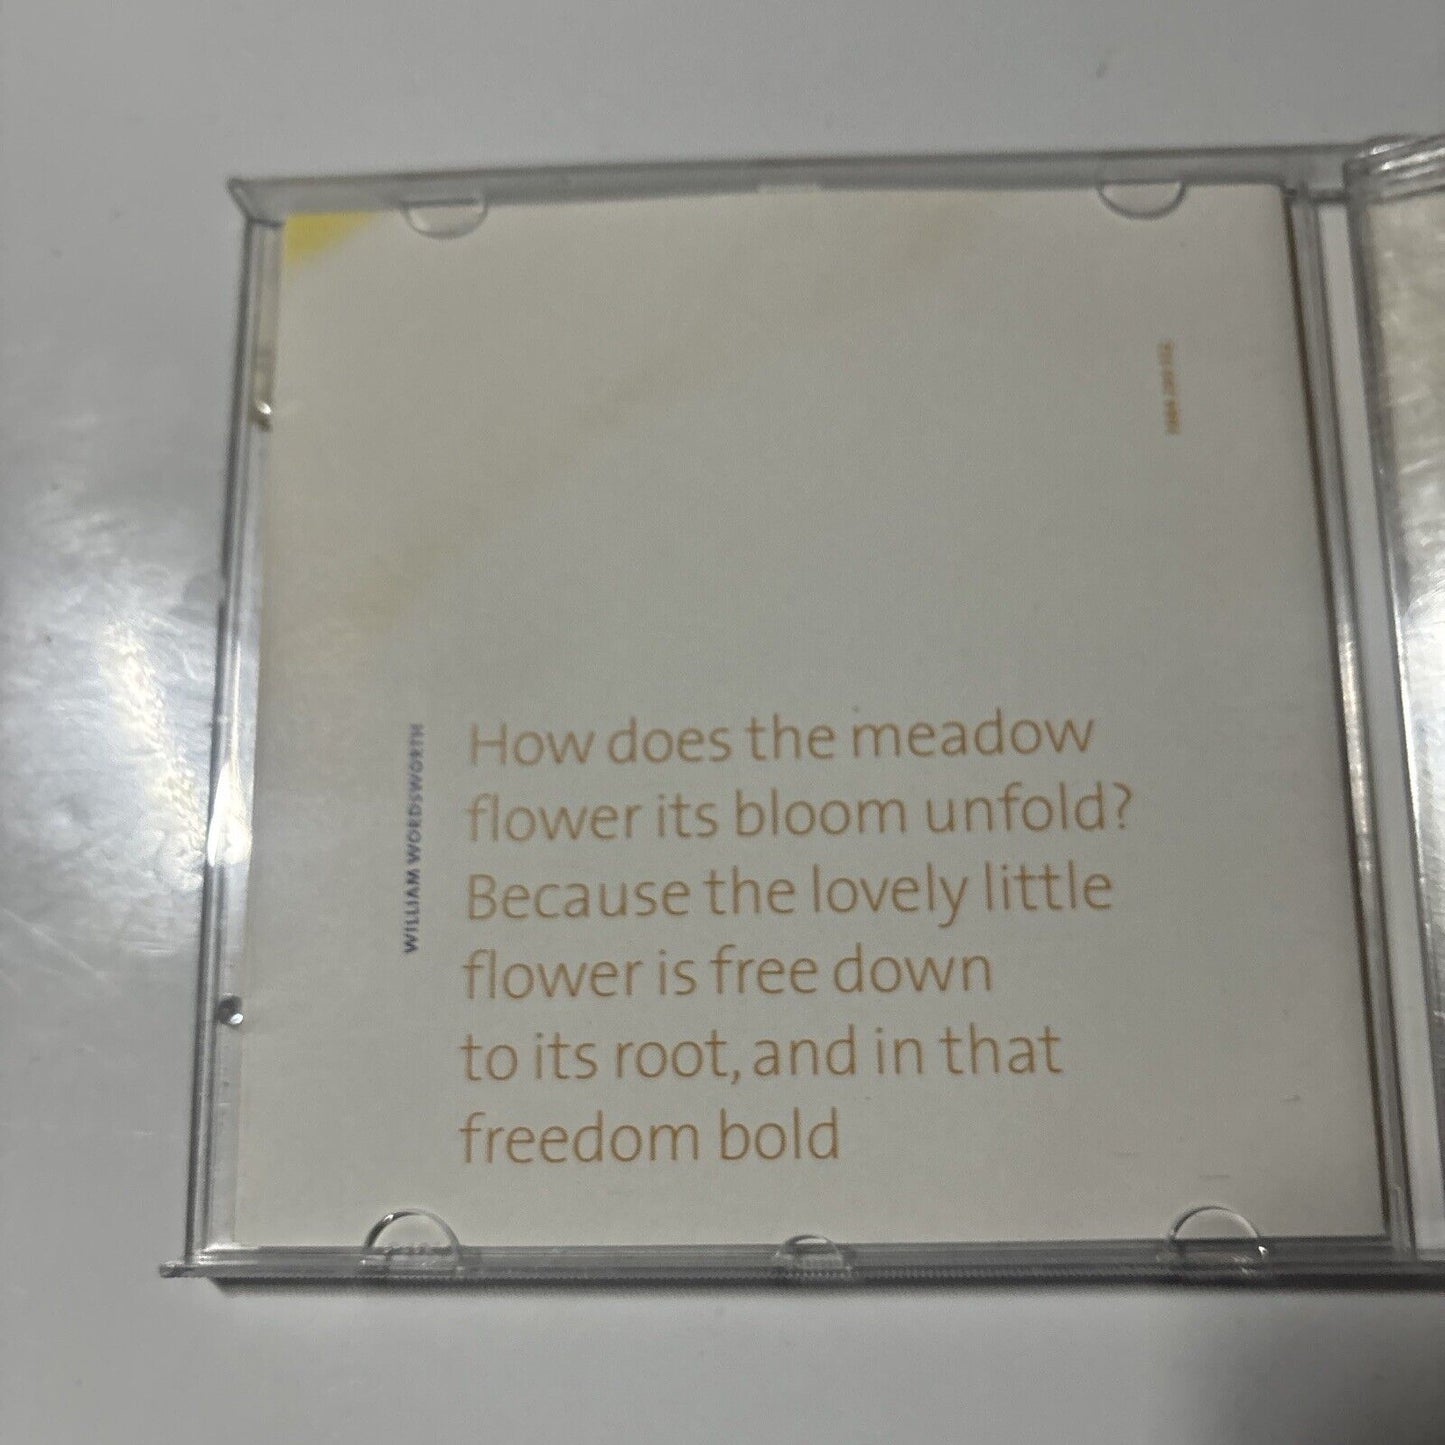 WILLIAM WORDSWORTH
How does the meadow
flower its bloom unfold?
Because the lovely little
flower is free down
to its root, and in that
freedom bold